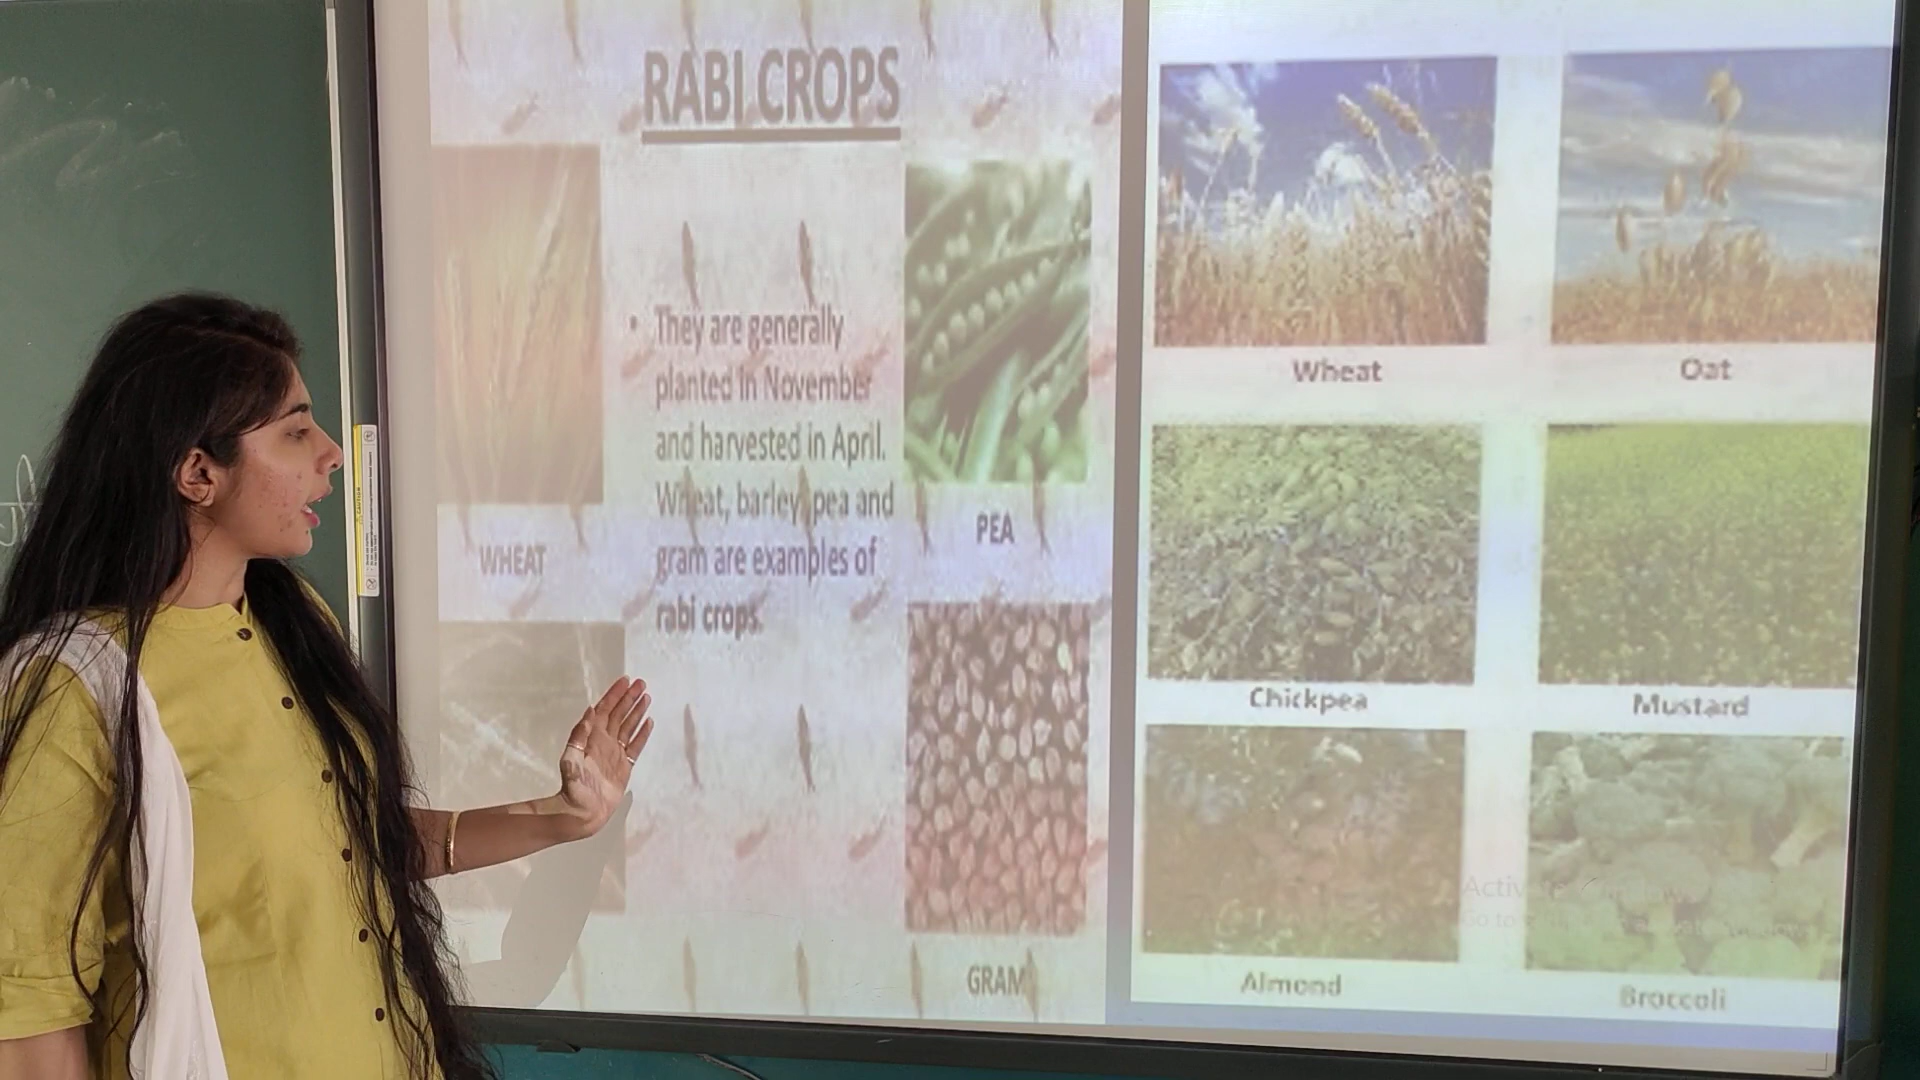 RABI CROPS
• They are generally
planted in November
and harvested in April.
Wheat, barley, pea and
gram are examples of
rabi crops.
WHEAT
PEA
GRAM
Wheat
Oat
Chickpea
Mustard
Almond
Broccoli
CAUTION